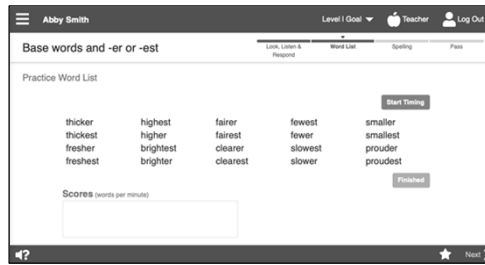 Abby Smith Level I Goal Teacher Log Out
Base words and -er or -est
Look, Listen & Respond Word List Spelling Pass
Practice Word List
Start Timing
thicker highest fairer fewest smaller
thickest higher fairest fewer smallest
fresher brightest clearer slowest prouder
freshest brighter clearest slower proudest
Finished
Scores (words per minute)
Next